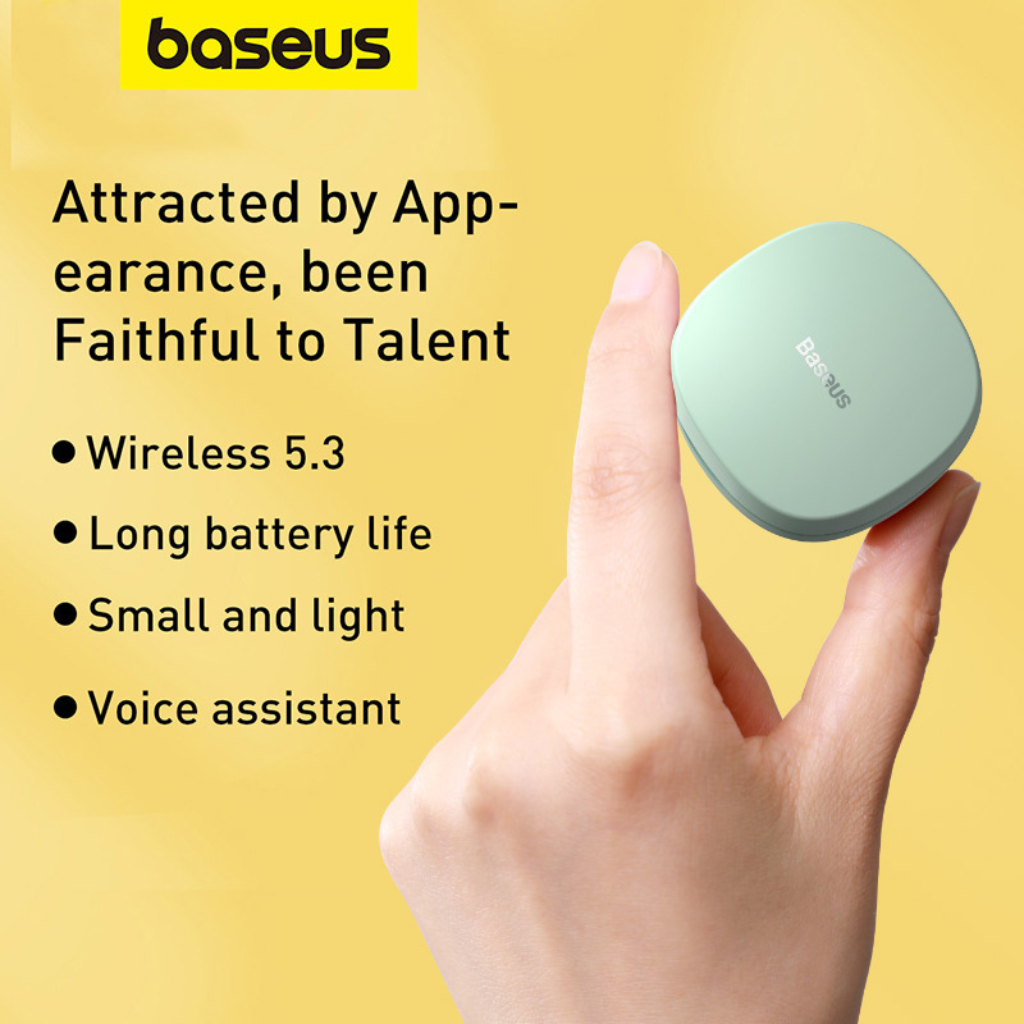 baseus
Attracted by App-
earance, been
Faithful to Talent
● Wireless 5.3
● Long battery life
● Small and light
● Voice assistant
Baseus